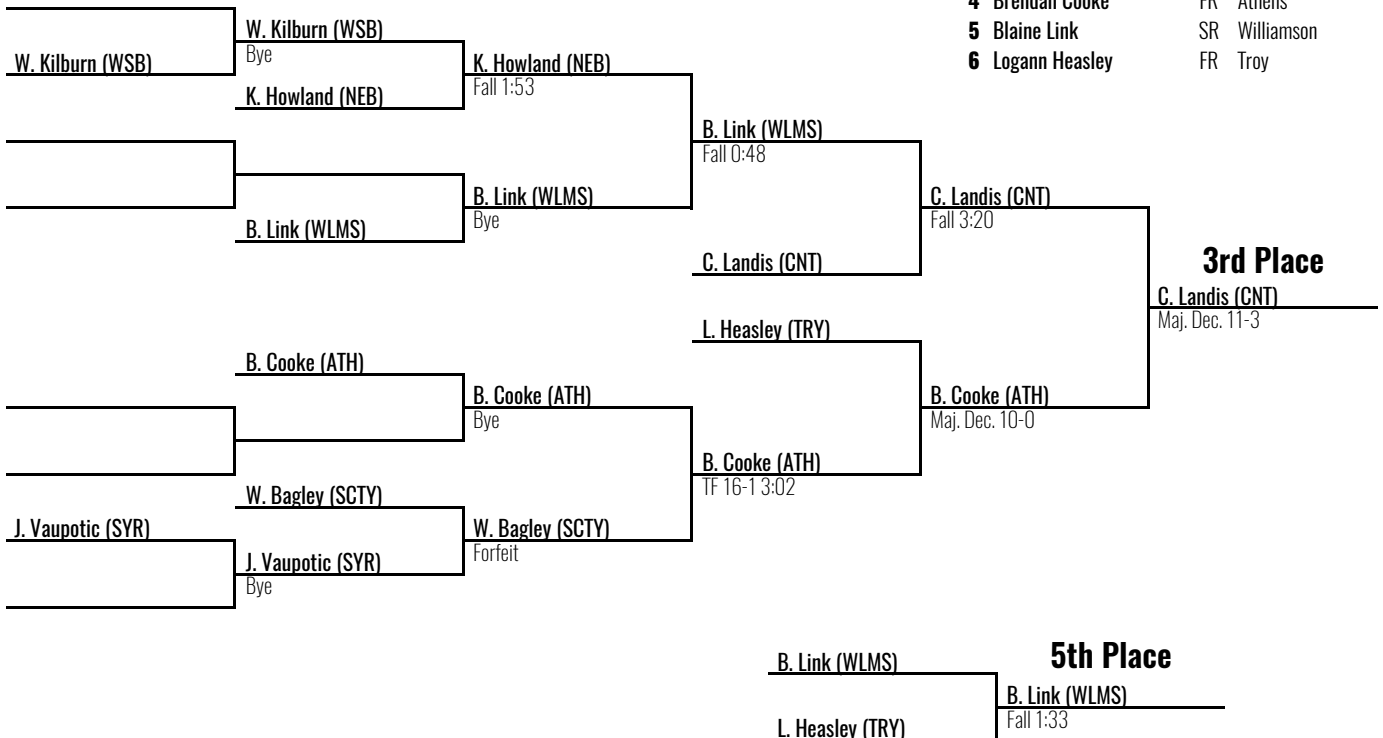 4 Brendan Cooke FR Athens
5 Blaine Link SR Williamson
6 Logann Heasley FR Troy
W. Kilburn (WSB)
W. Kilburn (WSB)
Bye
K. Howland (NEB)
K. Howland (NEB)
Fall 1:53
B. Link (WLMS)
B. Link (WLMS)
Bye
B. Link (WLMS)
Fall 0:48
C. Landis (CNT)
C. Landis (CNT)
Fall 3:20
3rd Place
C. Landis (CNT)
Maj. Dec. 11-3
L. Heasley (TRY)
B. Cooke (ATH)
B. Cooke (ATH)
Bye
B. Cooke (ATH)
Maj. Dec. 10-0
B. Cooke (ATH)
TF 16-1 3:02
W. Bagley (SCTY)
J. Vaupotic (SYR)
W. Bagley (SCTY)
Forfeit
J. Vaupotic (SYR)
Bye
5th Place
B. Link (WLMS)
B. Link (WLMS)
Fall 1:33
L. Heasley (TRY)